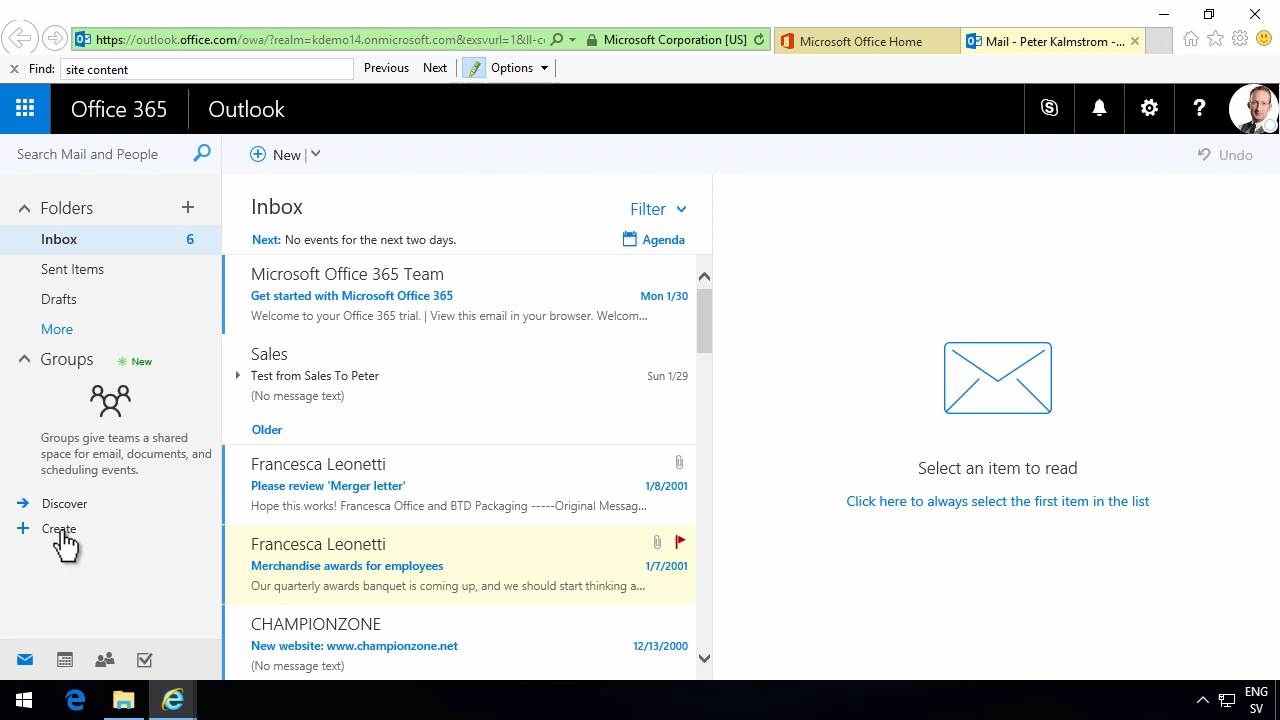 https://outlook.office.com/owa/?realm=kdemo14.onmicrosoft.com&exsvurl=1&ll-c
Microsoft Corporation [US]
Microsoft Office Home
Mail - Peter Kalmstrom -...
Find: site content
Previous
Next
Options
Office 365
Outlook
?
Search Mail and People
New
Undo
Folders
Inbox 6
Sent Items
Drafts
More
Groups New
Groups give teams a shared
space for email, documents, and
scheduling events.
Discover
Create
Inbox
Filter
Next: No events for the next two days.
Agenda
Microsoft Office 365 Team
Get started with Microsoft Office 365 Mon 1/30
Welcome to your Office 365 trial. | View this email in your browser. Welcom...
Sales
Test from Sales To Peter Sun 1/29
(No message text)
Older
Francesca Leonetti
Please review 'Merger letter' 1/8/2001
Hope this works! Francesca Office and BTD Packaging -----Original Messag...
Francesca Leonetti
Merchandise awards for employees 1/7/2001
Our quarterly awards banquet is coming up, and we should start thinking a...
CHAMPIONZONE
New website: www.championzone.net 12/13/2000
(No message text)
Select an item to read
Click here to always select the first item in the list
ENG
SV